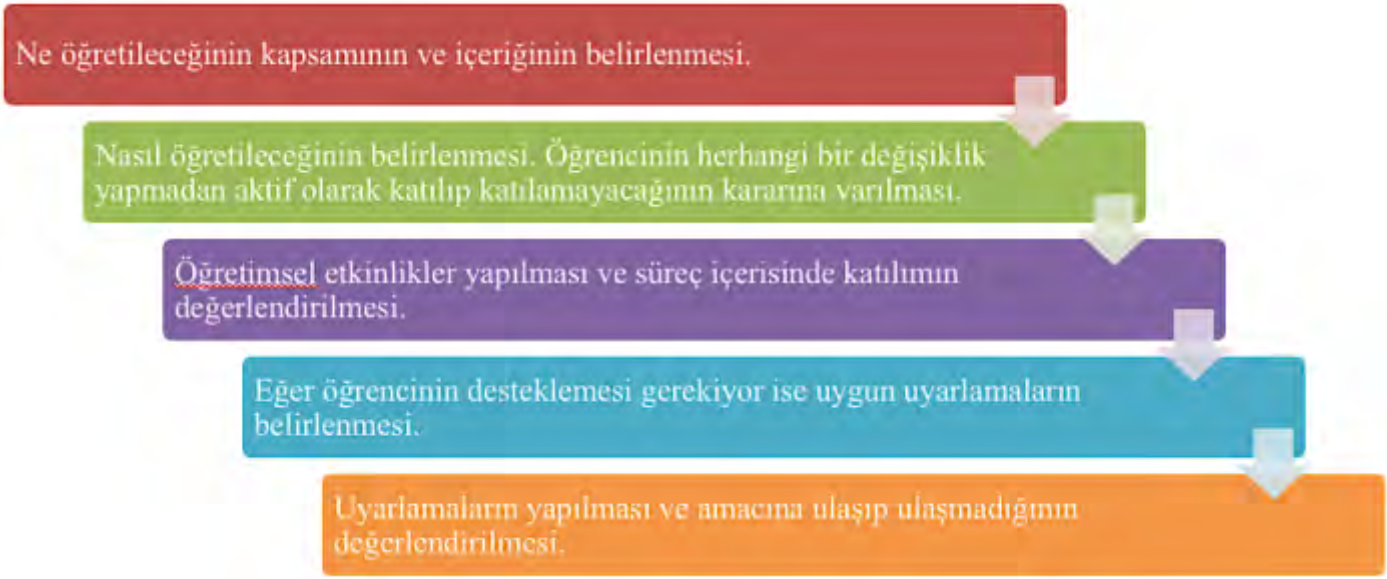 Ne öğretileceğinin kapsamının ve içeriğinin belirlenmesi.
Nasıl öğretileceğinin belirlenmesi. Öğrencinin herhangi bir değişiklik
yapmadan aktif olarak katılıp katılamayacağının kararına varılması.
Öğretimsel etkinlikler yapılması ve süreç içerisinde katılımın
değerlendirilmesi.
Eğer öğrencinin desteklemesi gerekiyor ise uygun uyarlamaların
belirlenmesi.
Uyarlamaların yapılması ve amacına ulaşıp ulaşmadığının
değerlendirilmesi.